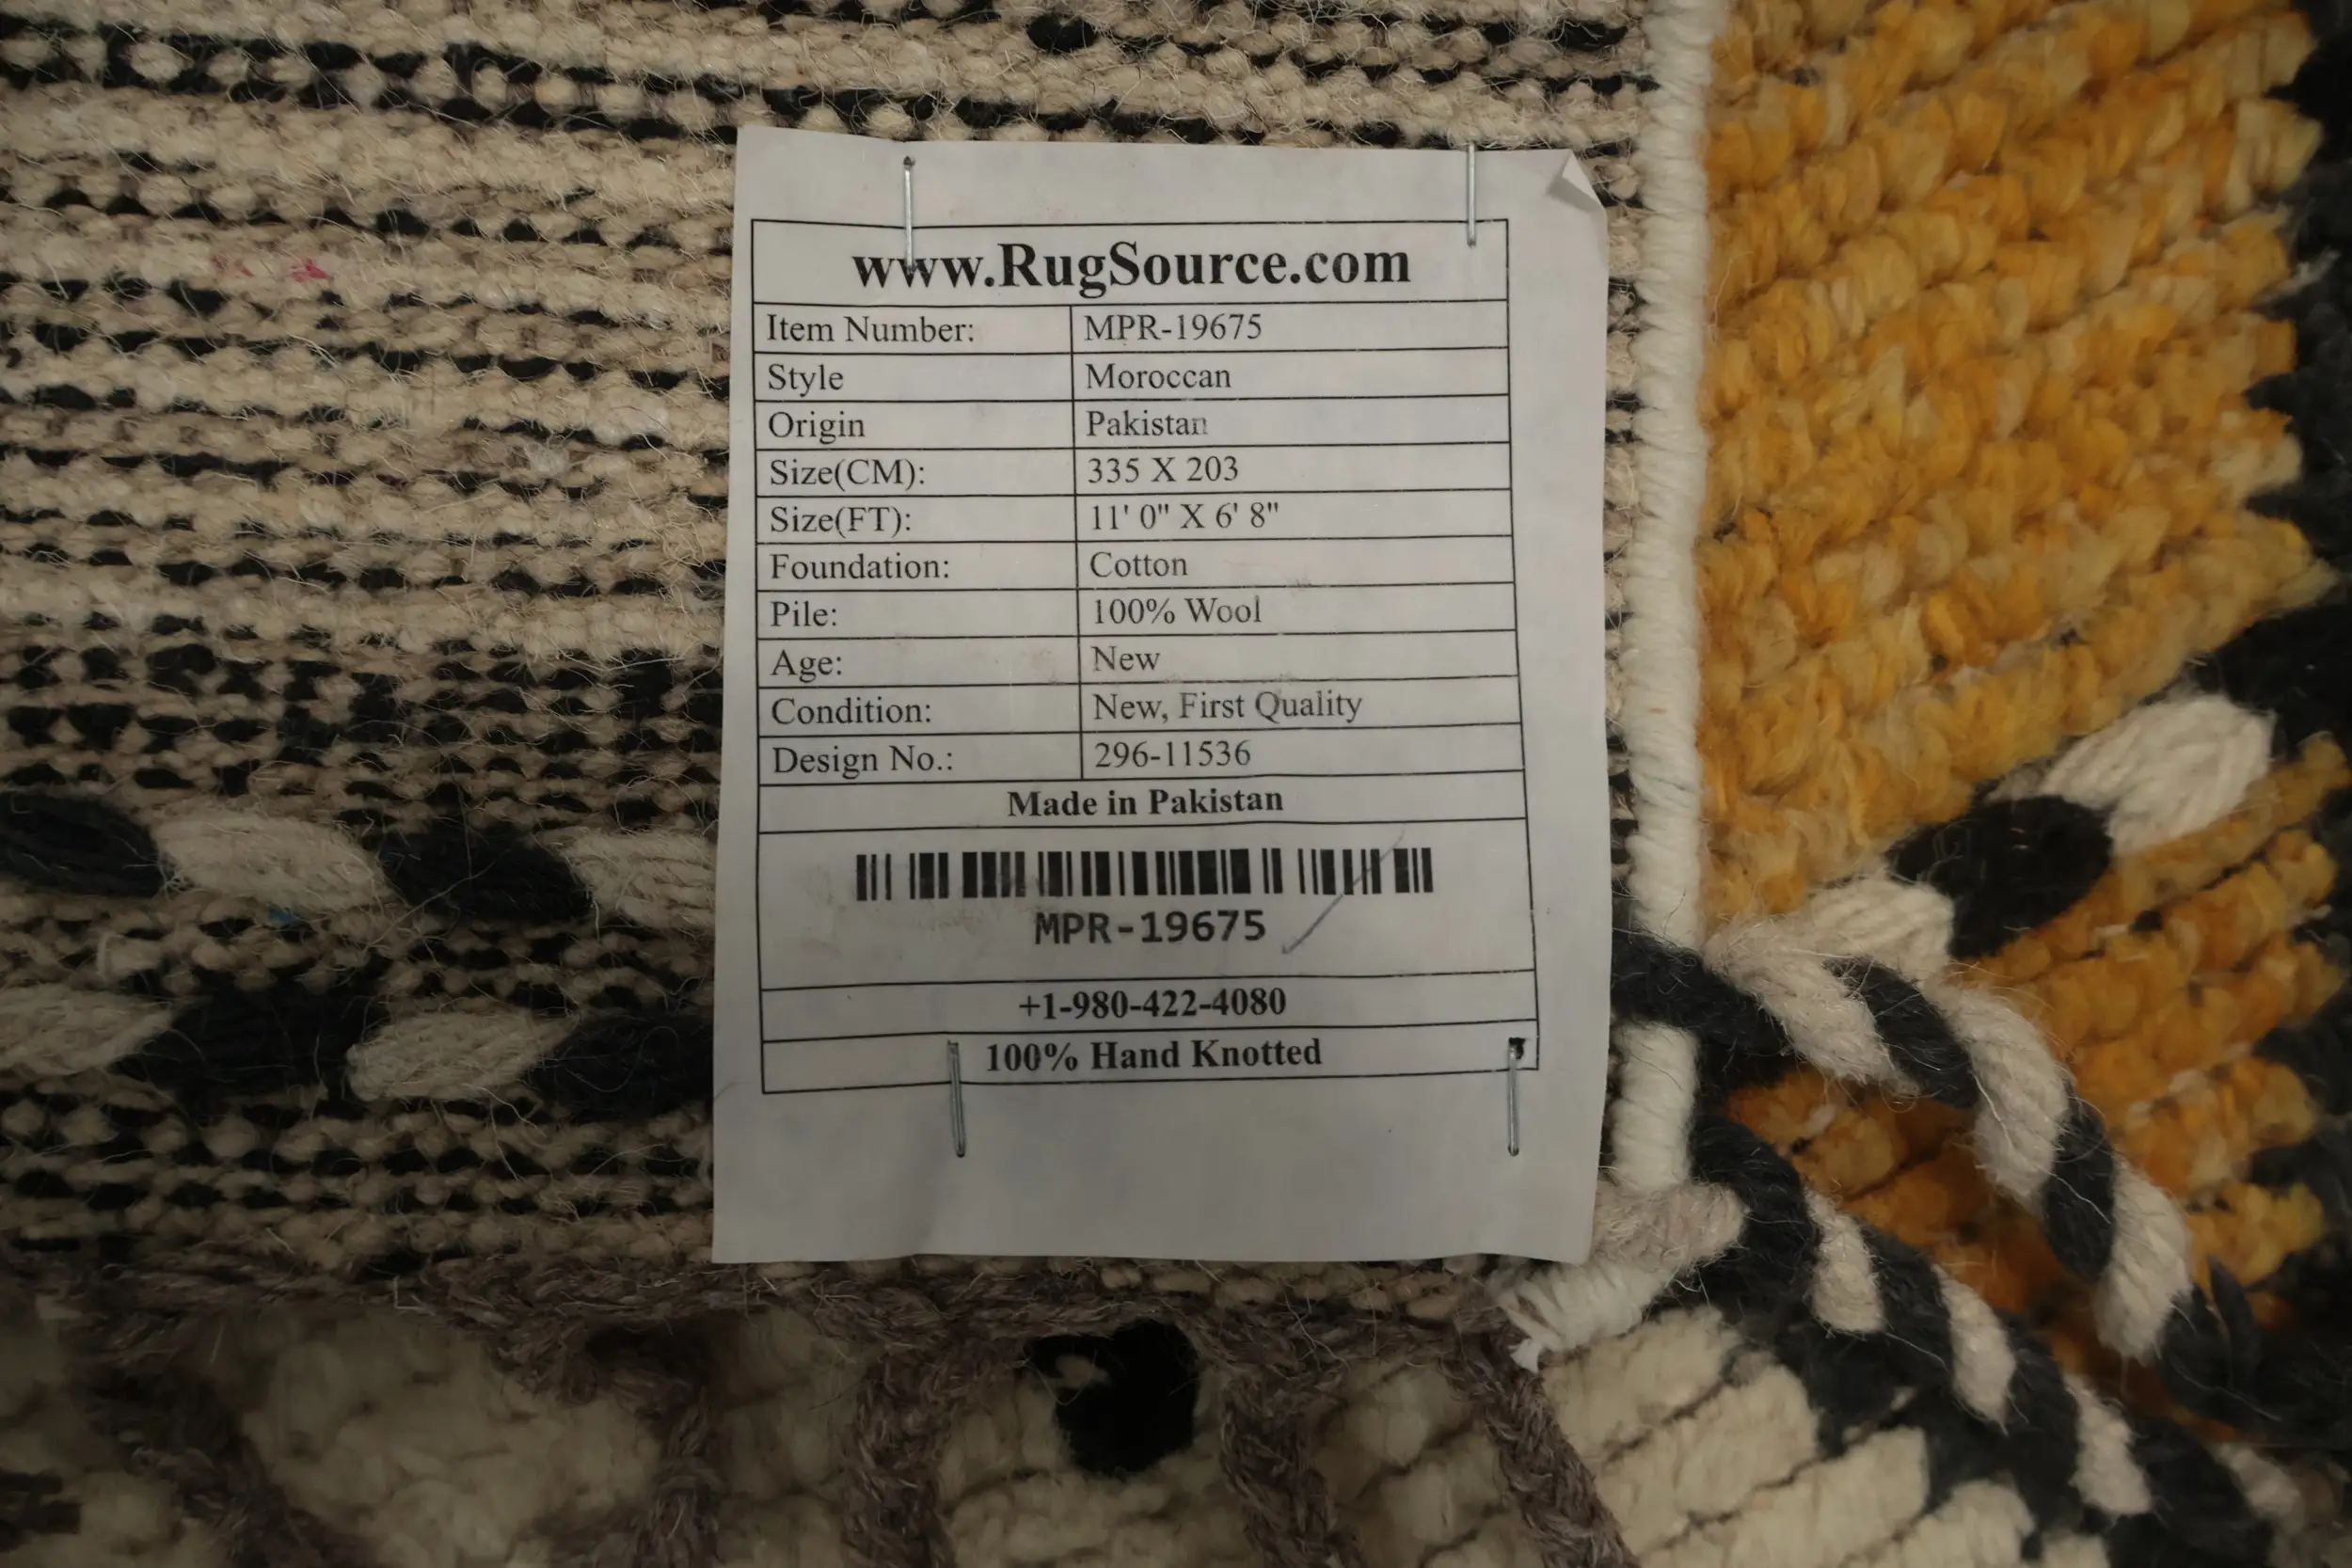 www.RugSource.com
Item Number: MPR-19675
Style Moroccan
Origin Pakistan
Size(CM): 335 X 203
Size(FT): 11' 0" X 6' 8"
Foundation: Cotton
Pile: 100% Wool
Age: New
Condition: New, First Quality
Design No.: 296-11536
Made in Pakistan
MPR-19675
+1-980-422-4080
100% Hand Knotted